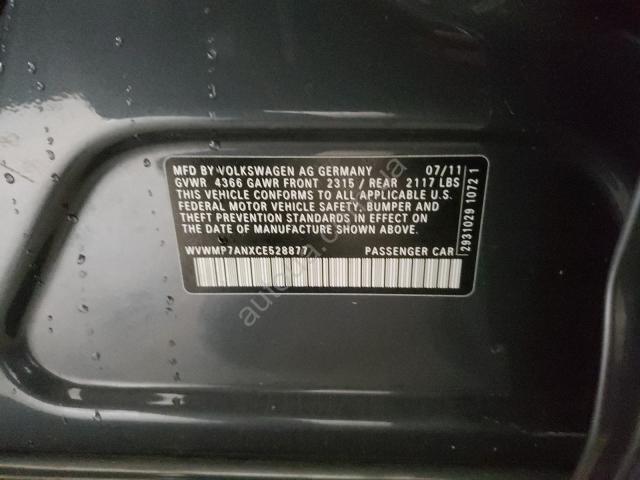 MFD BY VOLKSWAGEN AG GERMANY 07/11
GVWR 4366 GAWR FRONT 2315 / REAR 2117 LBS
THIS VEHICLE CONFORMS TO ALL APPLICABLE U.S.
FEDERAL MOTOR VEHICLE SAFETY, BUMPER AND
THEFT PREVENTION STANDARDS IN EFFECT ON
THE DATE OF MANUFACTURE SHOWN ABOVE.
WVWMP7ANXCE528877 PASSENGER CAR
2931029 1072 1